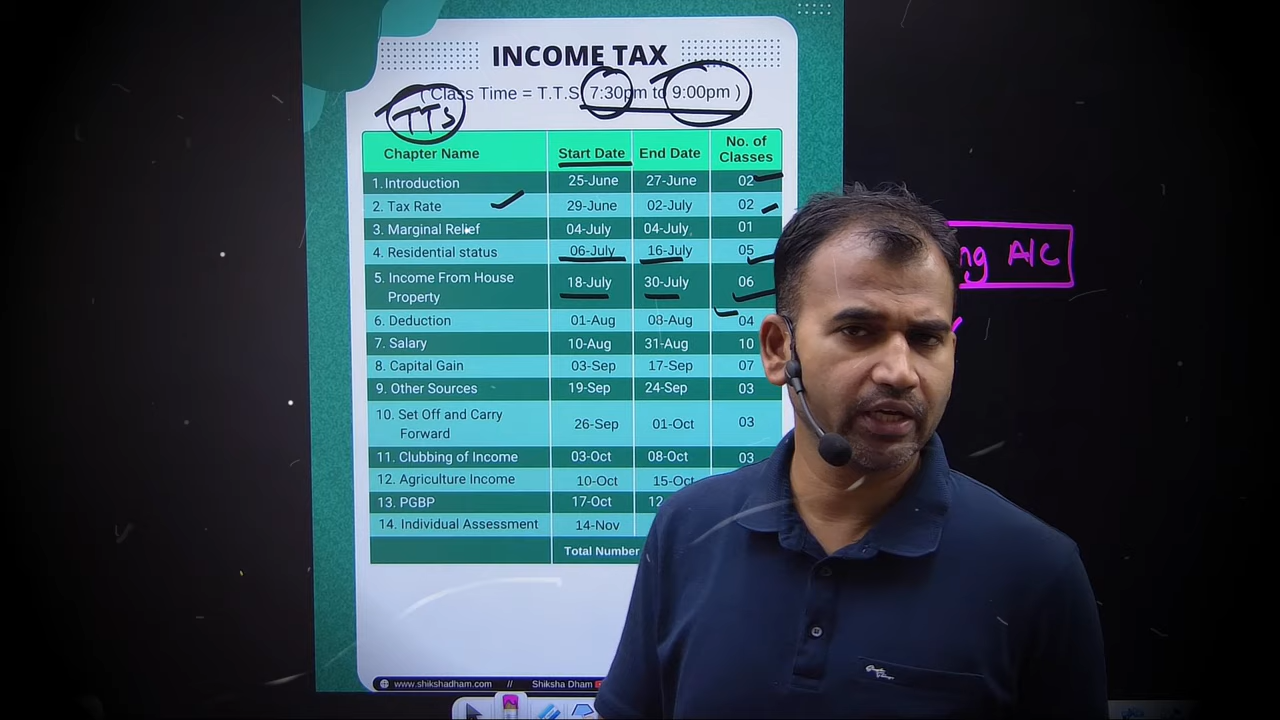 INCOME TAX
( Class Time = T.T.S 7:30pm to 9:00pm )
TTS
Chapter Name Start Date End Date No. of Classes
1. Introduction 25-June 27-June 02
2. Tax Rate 29-June 02-July 02
3. Marginal Relief 04-July 04-July 01
4. Residential status 06-July 16-July 05
5. Income From House Property 18-July 30-July 06
6. Deduction 01-Aug 08-Aug 04
7. Salary 10-Aug 31-Aug 10
8. Capital Gain 03-Sep 17-Sep 07
9. Other Sources 19-Sep 24-Sep 03
10. Set Off and Carry Forward 26-Sep 01-Oct 03
11. Clubbing of Income 03-Oct 08-Oct 03
12. Agriculture Income 10-Oct 15-Oct
13. PGBP 17-Oct 12
14. Individual Assessment 14-Nov
Total Number
ng A/C
www.shikshadham.com // Shiksha Dham